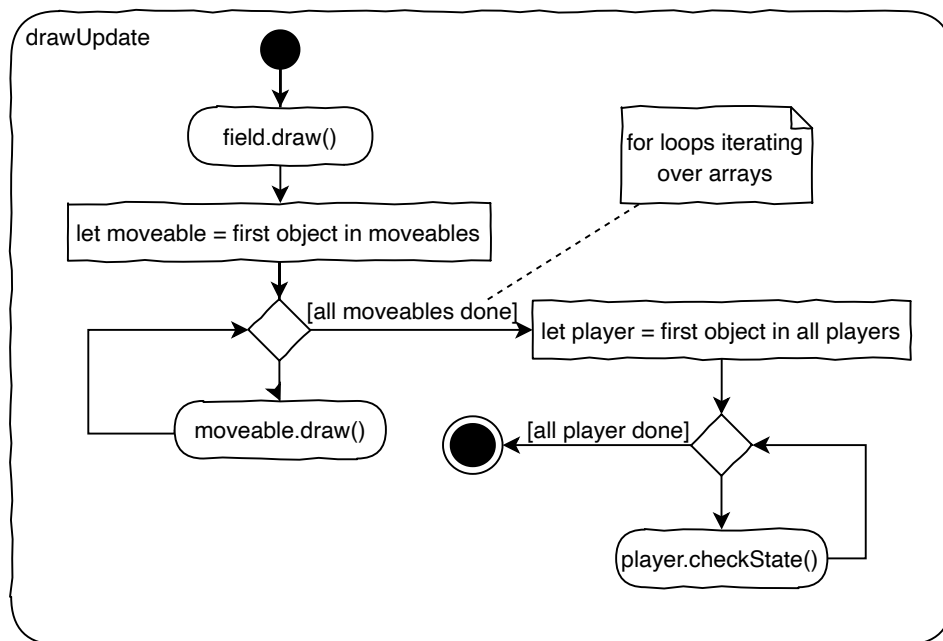 drawUpdate
field.draw()
for loops iterating
over arrays
let moveable = first object in moveables
[all moveables done]
let player = first object in all players
moveable.draw()
[all player done]
player.checkState()